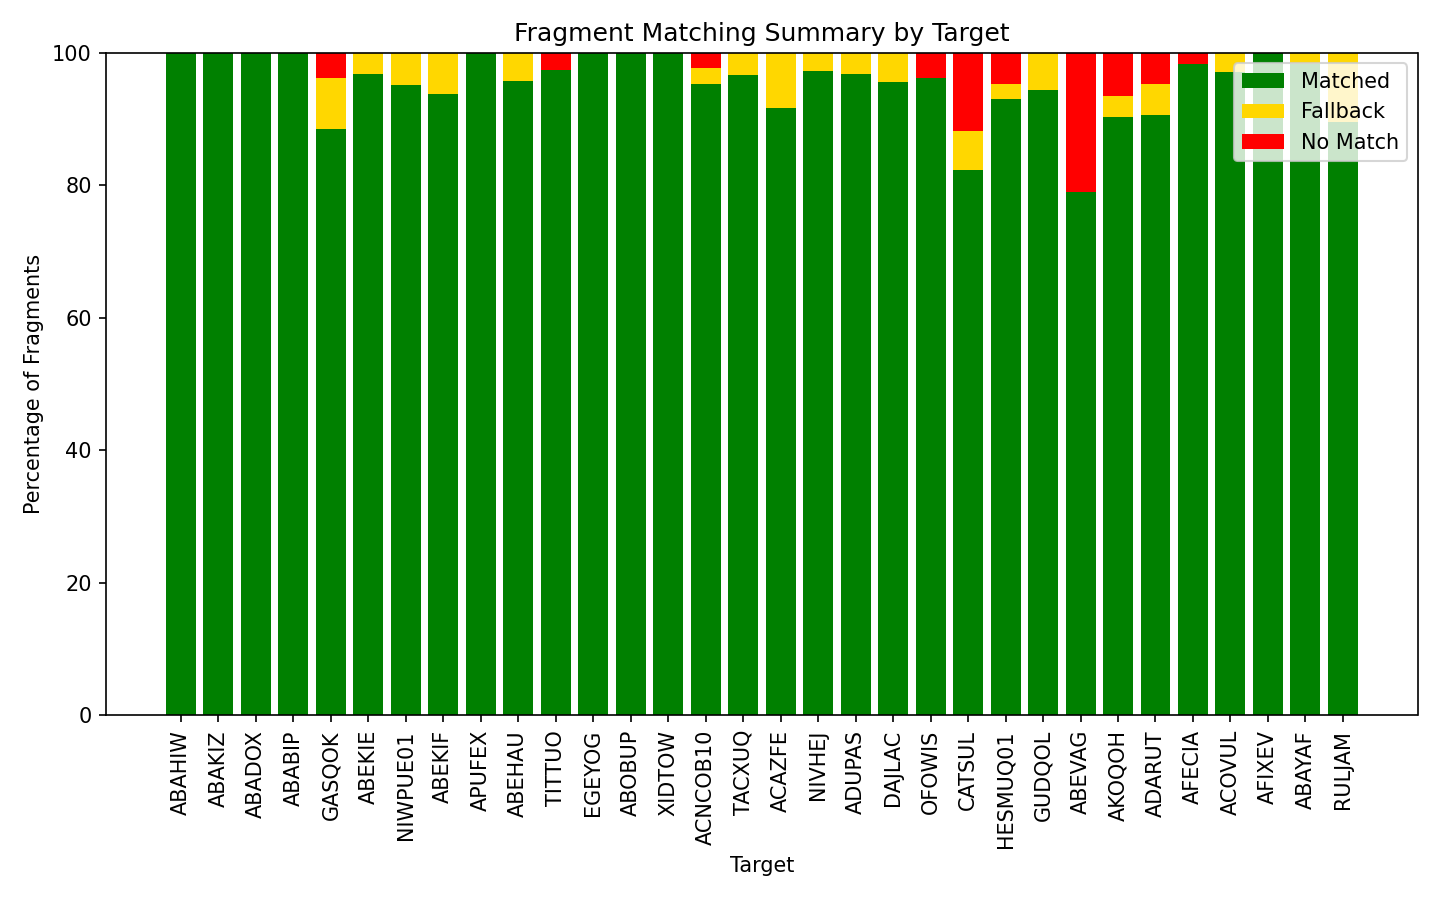 Fragment Matching Summary by Target
100
80
60
40
20
0
Percentage of Fragments
Matched
Fallback
No Match
ABAHIW
ABAKIZ
ABADOX
ABABIP
GASQOK
ABEKIE
NIWPUE01
ABEKIF
APUFEX
ABEHAU
TITTUO
EGEYOG
ABOBUP
XIDTOW
ACNCOB10
TACXUQ
ACAZFE
NIVHEJ
ADUPAS
DAJLAC
OFOWIS
CATSUL
HESMUQ01
GUDQOL
ABEVAG
AKOQOH
ADARUT
AFECIA
ACOVUL
AFIXEV
ABAYAF
RULJAM
Target